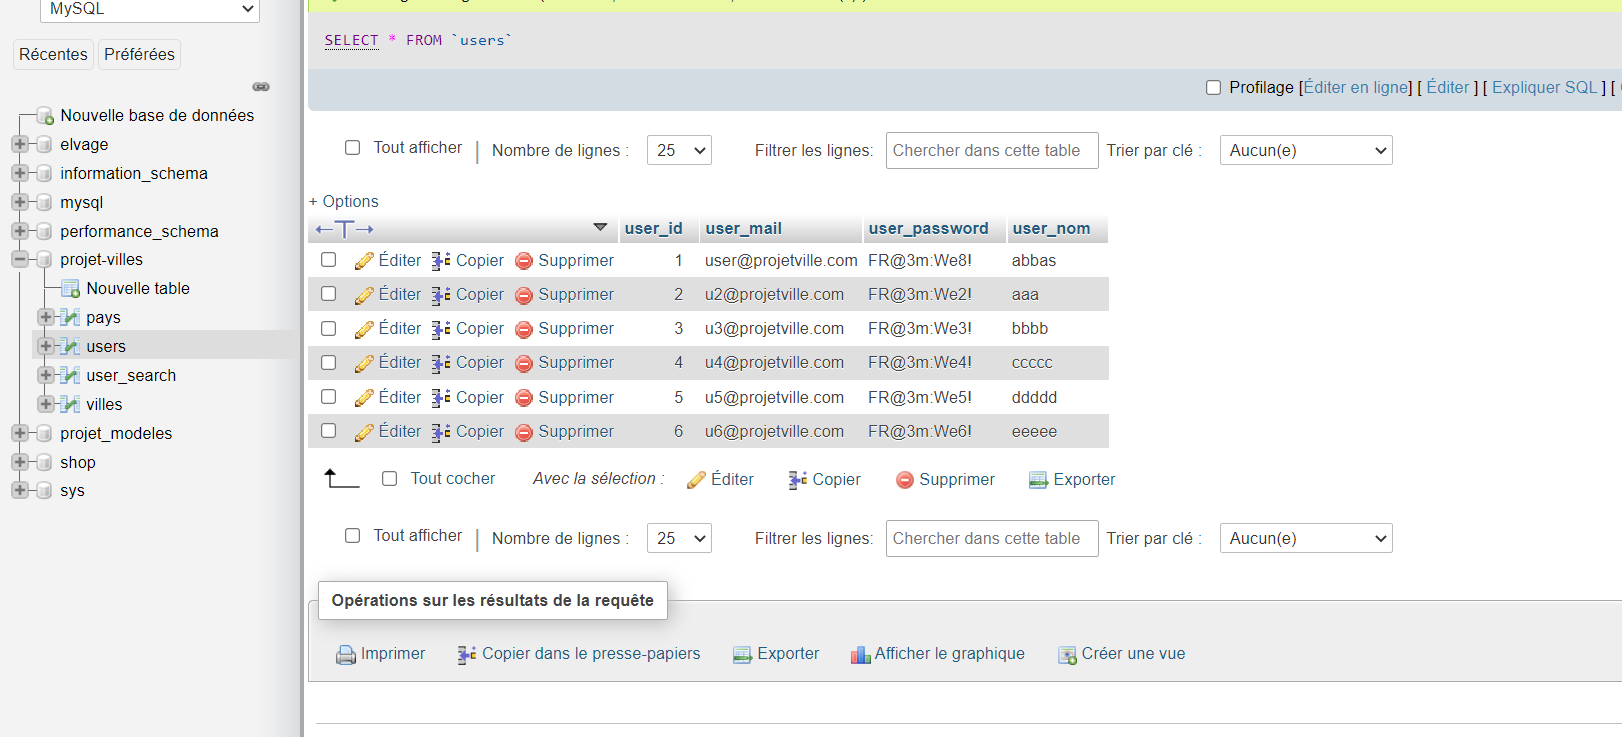 MySQL
Récentes Préférées
Nouvelle base de données
elvage
information_schema
mysql
performance_schema
projet-villes
Nouvelle table
pays
users
user_search
villes
projet_modeles
shop
sys
SELECT * FROM `users`
Profilage [Éditer en ligne] [ Éditer ] [ Expliquer SQL ] [
Tout afficher | Nombre de lignes : 25 Filtrer les lignes: Chercher dans cette table Trier par clé : Aucun(e)
+ Options
←T→ user_id user_mail user_password user_nom
Éditer Copier Supprimer 1 user@projetville.com FR@3m:We8! abbas
Éditer Copier Supprimer 2 u2@projetville.com FR@3m:We2! aaa
Éditer Copier Supprimer 3 u3@projetville.com FR@3m:We3! bbbb
Éditer Copier Supprimer 4 u4@projetville.com FR@3m:We4! ccccc
Éditer Copier Supprimer 5 u5@projetville.com FR@3m:We5! ddddd
Éditer Copier Supprimer 6 u6@projetville.com FR@3m:We6! eeeee
Tout cocher Avec la sélection : Éditer Copier Supprimer Exporter
Tout afficher | Nombre de lignes : 25 Filtrer les lignes: Chercher dans cette table Trier par clé : Aucun(e)
Opérations sur les résultats de la requête
Imprimer Copier dans le presse-papiers Exporter Afficher le graphique Créer une vue